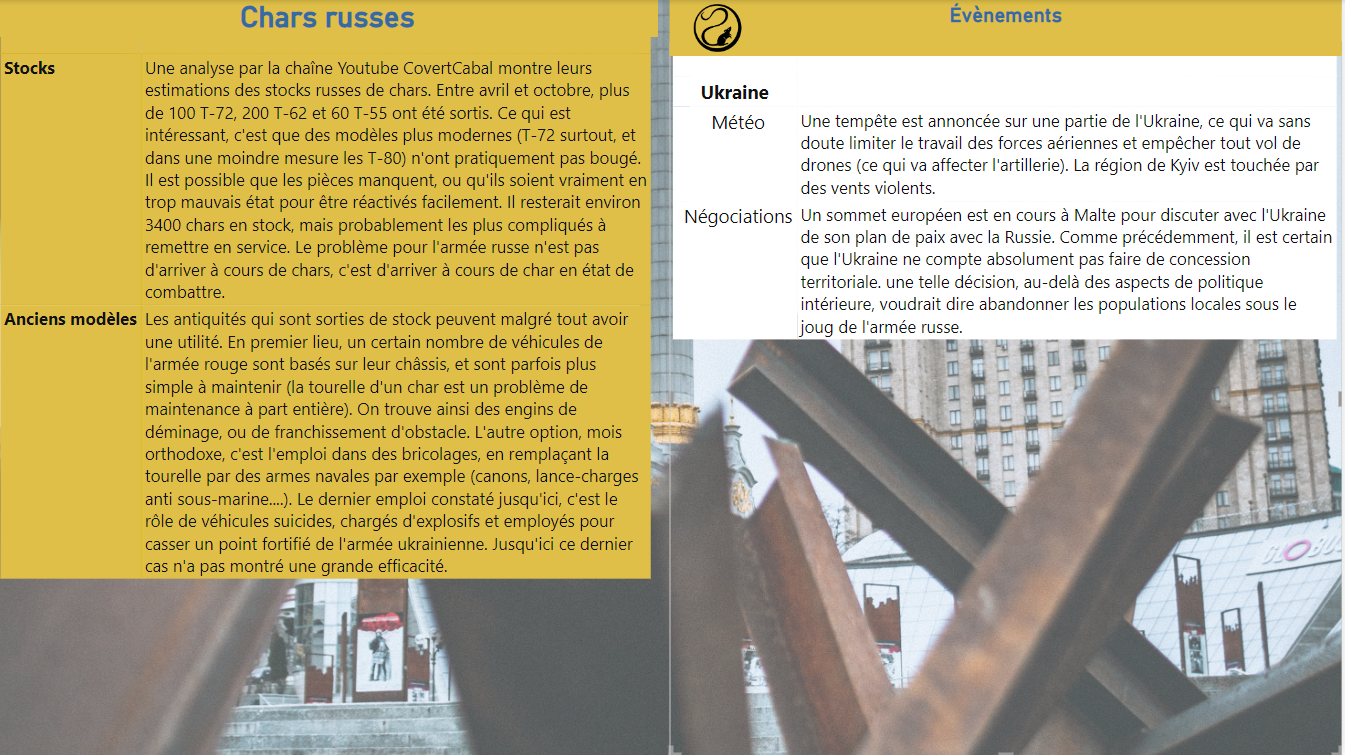 Chars russes
Stocks
Une analyse par la chaîne Youtube CovertCabal montre leurs
estimations des stocks russes de chars. Entre avril et octobre, plus
de 100 T-72, 200 T-62 et 60 T-55 ont été sortis. Ce qui est
intéressant, c'est que des modèles plus modernes (T-72 surtout, et
dans une moindre mesure les T-80) n'ont pratiquement pas bougé.
Il est possible que les pièces manquent, ou qu'ils soient vraiment en
trop mauvais état pour être réactivés facilement. Il resterait environ
3400 chars en stock, mais probablement les plus compliqués à
remettre en service. Le problème pour l'armée russe n'est pas
d'arriver à cours de chars, c'est d'arriver à cours de char en état de
combattre.
Anciens modèles
Les antiquités qui sont sorties de stock peuvent malgré tout avoir
une utilité. En premier lieu, un certain nombre de véhicules de
l'armée rouge sont basés sur leur châssis, et sont parfois plus
simple à maintenir (la tourelle d'un char est un problème de
maintenance à part entière). On trouve ainsi des engins de
déminage, ou de franchissement d'obstacle. L'autre option, mois
orthodoxe, c'est l'emploi dans des bricolages, en remplaçant la
tourelle par des armes navales par exemple (canons, lance-charges
anti sous-marine....). Le dernier emploi constaté jusqu'ici, c'est le
rôle de véhicules suicides, chargés d'explosifs et employés pour
casser un point fortifié de l'armée ukrainienne. Jusqu'ici ce dernier
cas n'a pas montré une grande efficacité.
Évènements
Ukraine
Météo
Une tempête est annoncée sur une partie de l'Ukraine, ce qui va sans
doute limiter le travail des forces aériennes et empêcher tout vol de
drones (ce qui va affecter l'artillerie). La région de Kyiv est touchée par
des vents violents.
Négociations
Un sommet européen est en cours à Malte pour discuter avec l'Ukraine
de son plan de paix avec la Russie. Comme précédemment, il est certain
que l'Ukraine ne compte absolument pas faire de concession
territoriale. une telle décision, au-delà des aspects de politique
intérieure, voudrait dire abandonner les populations locales sous le
joug de l'armée russe.